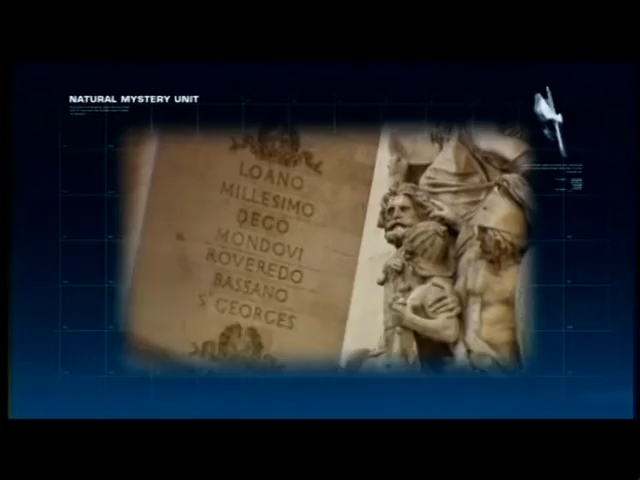 NATURAL MYSTERY UNIT
LOANO
MILLESIMO
DEGO
MONDOVI
ROVEREDO
BASSANO
S^T GEORGES